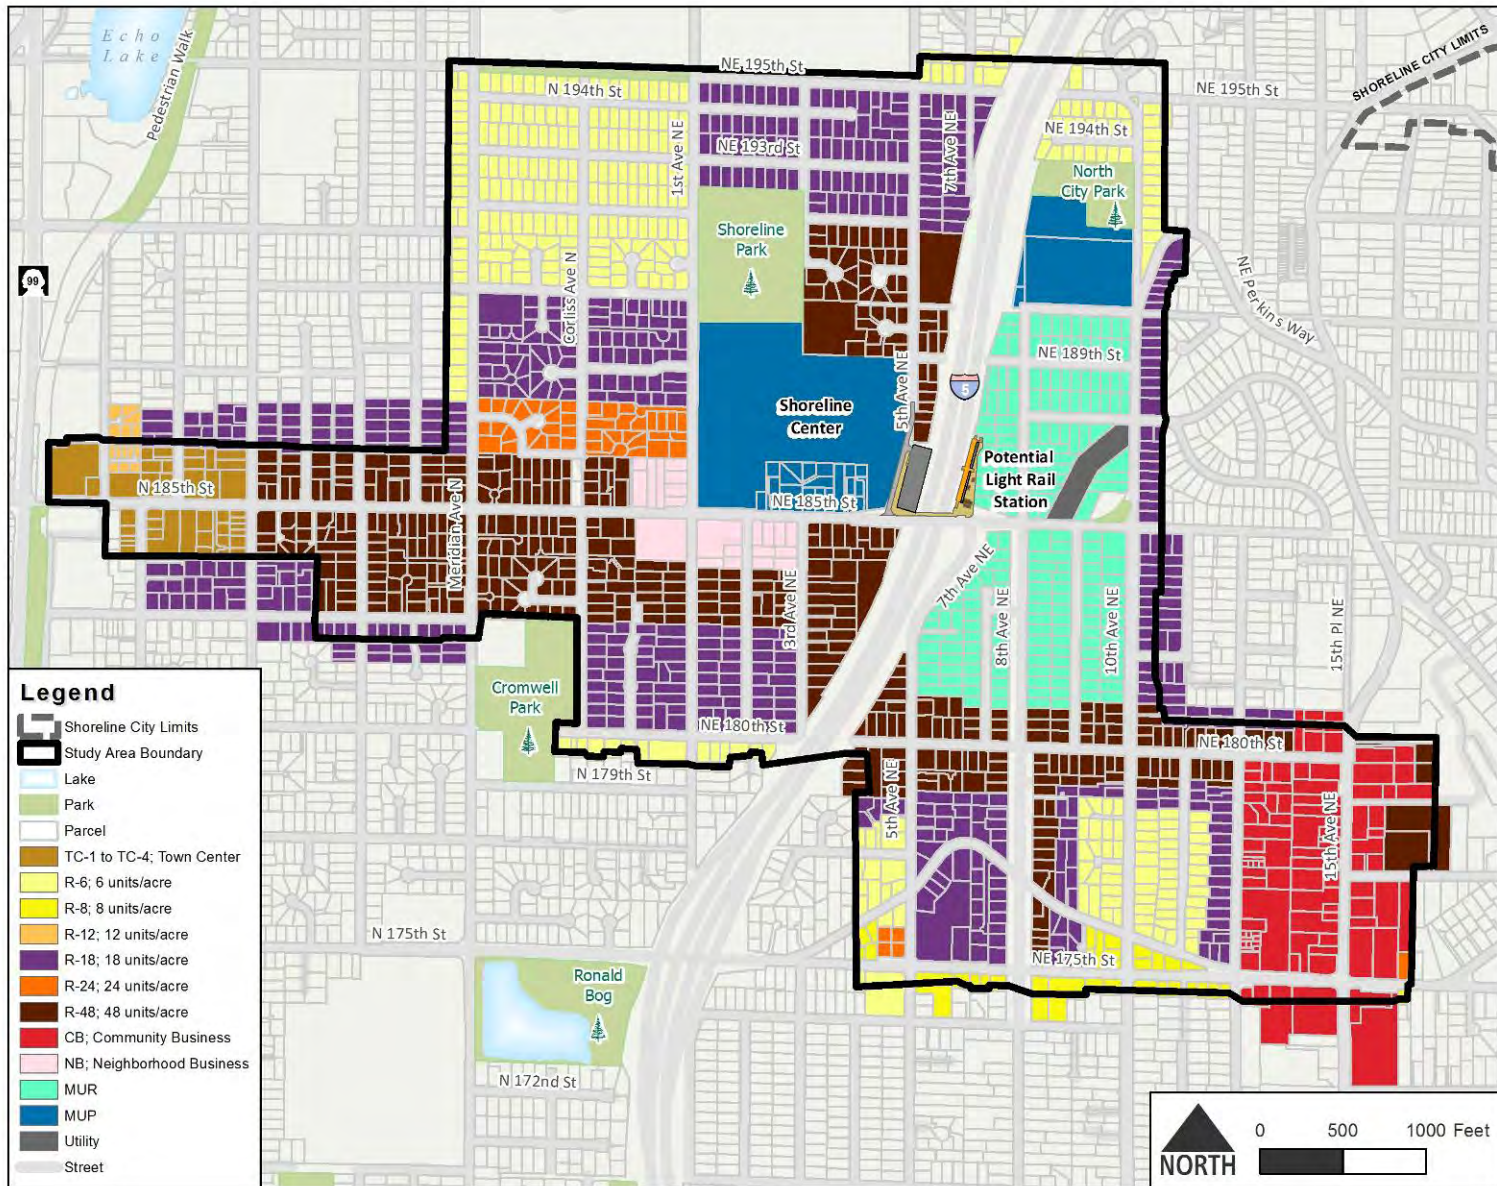 Echo
Lake
Pedestrian Walk
SHORELINE CITY LIMITS
NE 195th St
NE 195th St
N 194th St
NE 194th St
1st Ave NE
NE 193rd St
7th Ave NE
North
City Park
Shoreline
Park
99
Corliss Ave N
NE Perkin's Way
NE 189th St
5th Ave NE
5
Shoreline
Center
Potential
Light Rail
Station
N 185th St
NE 185th St
Meridian Ave N
3rd Ave NE
7th Ave NE
8th Ave NE
10th Ave NE
15th Pl NE
Cromwell
Park
NE 180th St
NE 180th St
N 179th St
5th Ave NE
15th Ave NE
N 175th St
NE 175th St
Ronald
Bog
N 172nd St
Legend
Shoreline City Limits
Study Area Boundary
Lake
Park
Parcel
TC-1 to TC-4; Town Center
R-6; 6 units/acre
R-8; 8 units/acre
R-12; 12 units/acre
R-18; 18 units/acre
R-24; 24 units/acre
R-48; 48 units/acre
CB; Community Business
NB; Neighborhood Business
MUR
MUP
Utility
Street
NORTH
0 500 1000 Feet